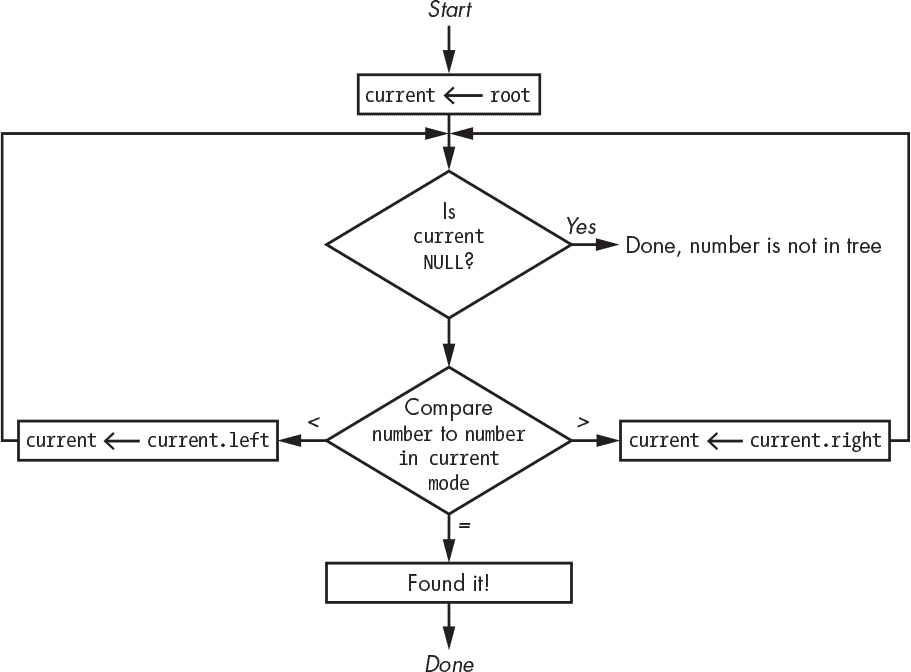 Start
current ← root
Is
current
NULL?
Yes
Done, number is not in tree
<
Compare
number to number
in current
mode
>
current ← current.left
current ← current.right
=
Found it!
Done